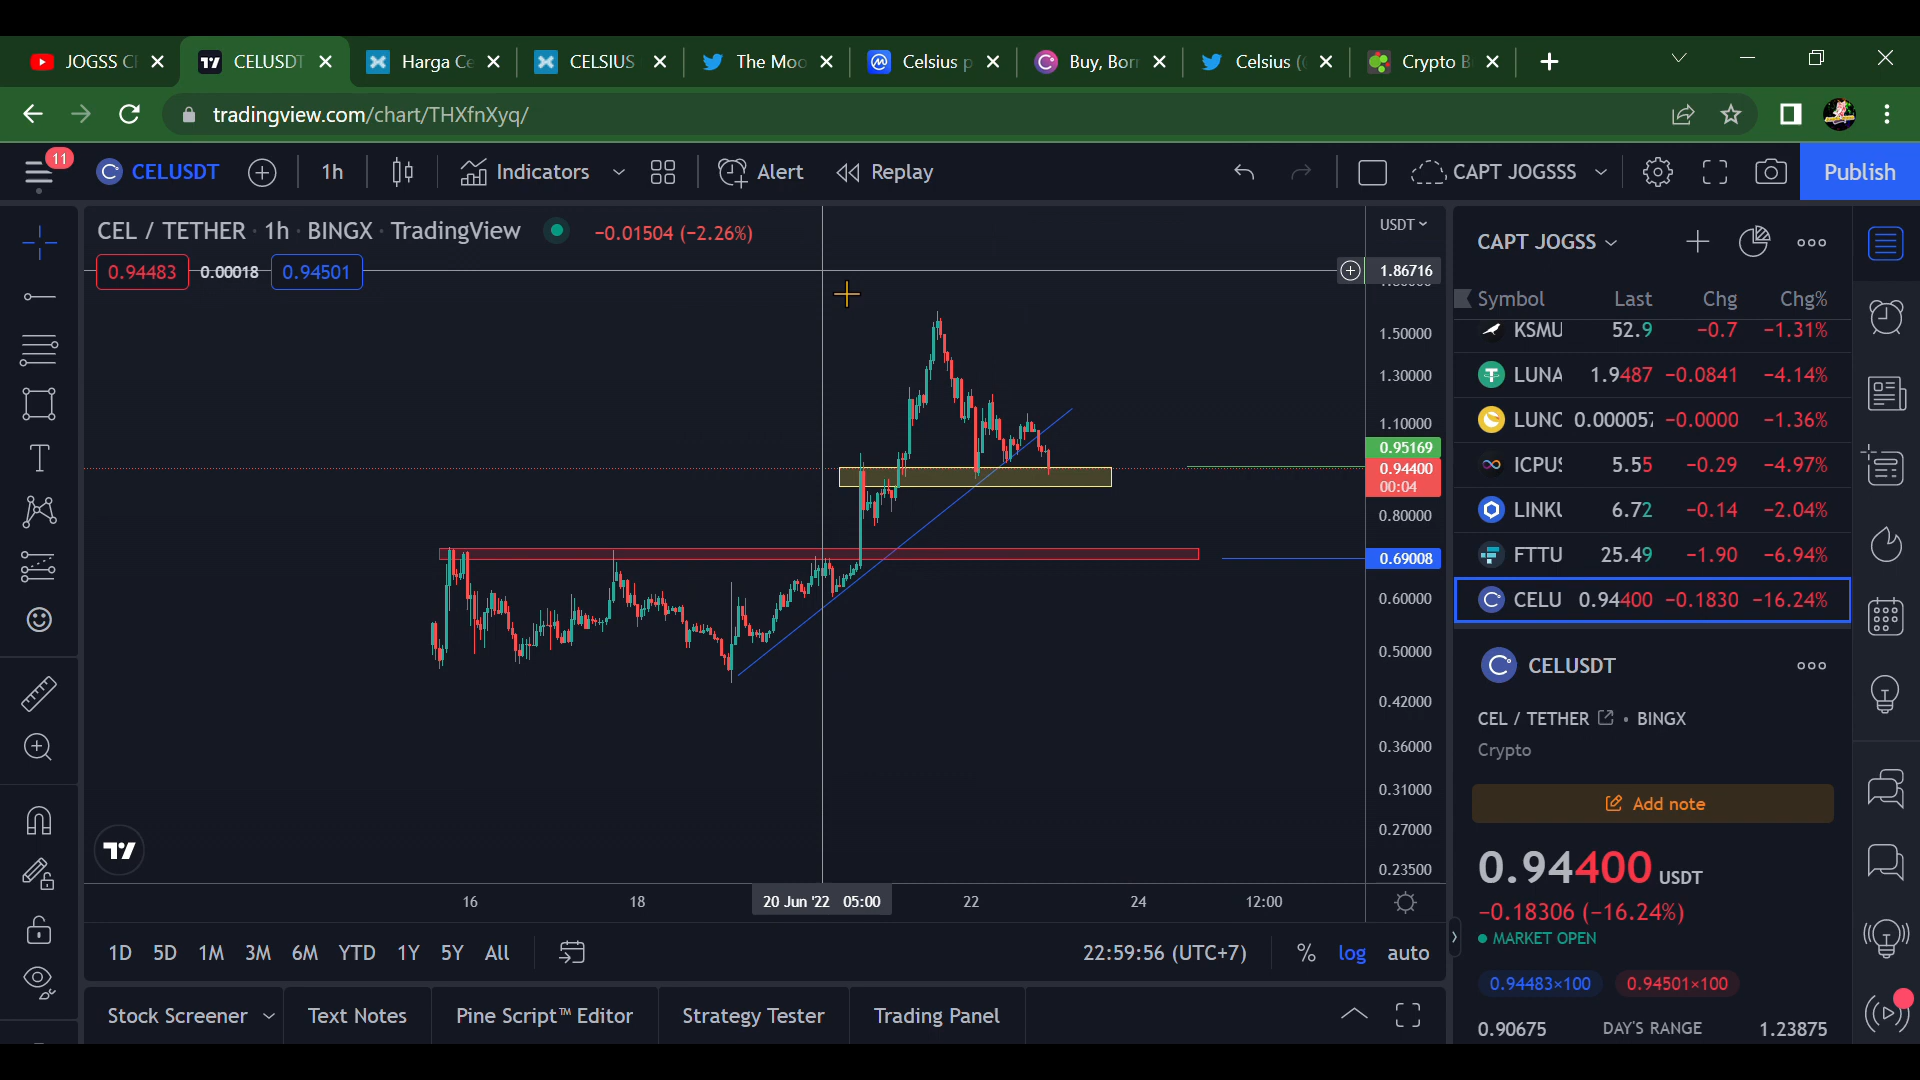 JOGSS C
CELUSDT
Harga Ce
CELSIUS
The Moo
Celsius p
Buy, Bor
Celsius (
Crypto B
tradingview.com/chart/THXfnXyq/
11
CELUSDT
1h
Indicators
Alert
Replay
CAPT JOGSSS
Publish
CEL / TETHER · 1h · BINGX · TradingView
−0.01504 (−2.26%)
0.94483
0.00018
0.94501
USDT
1.86716
1.50000
1.30000
1.10000
0.95169
0.94400
00:04
0.80000
0.69008
0.60000
0.50000
0.42000
0.36000
0.31000
0.27000
0.23500
16
18
20 Jun '22 05:00
22
24
12:00
1D
5D
1M
3M
6M
YTD
1Y
5Y
All
22:59:56 (UTC+7)
%
log
auto
Stock Screener
Text Notes
Pine Script™ Editor
Strategy Tester
Trading Panel
CAPT JOGSS
Symbol Last Chg Chg%
KSMU 52.9 −0.7 −1.31%
LUNA 1.9487 −0.0841 −4.14%
LUNC 0.000057 −0.0000 −1.36%
ICPUS 5.55 −0.29 −4.97%
LINKU 6.72 −0.14 −2.04%
FTTU 25.49 −1.90 −6.94%
CELU 0.94400 −0.1830 −16.24%
CELUSDT
CEL / TETHER • BINGX
Crypto
Add note
0.94400 USDT
−0.18306 (−16.24%)
MARKET OPEN
0.94483×100
0.94501×100
0.90675 DAY'S RANGE 1.23875